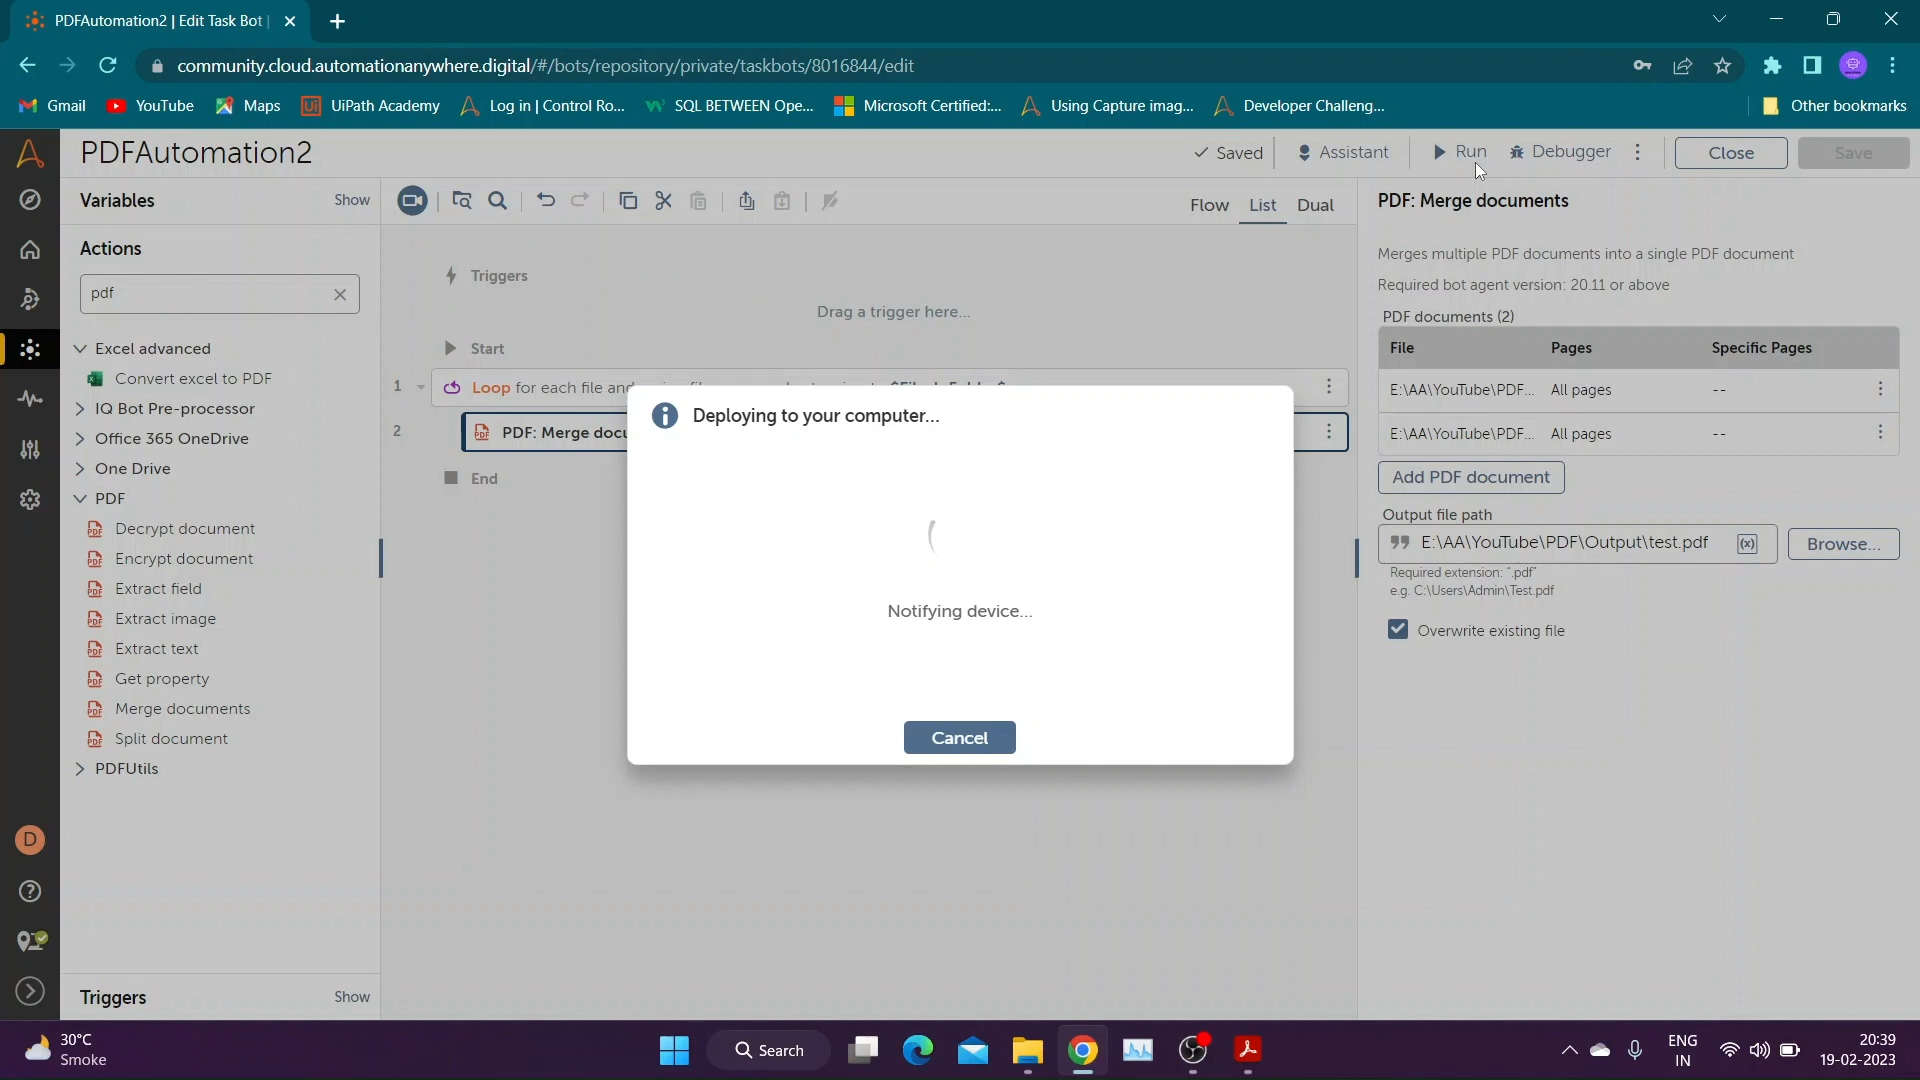 PDFAutomation2 | Edit Task Bot |
community.cloud.automationanywhere.digital/#/bots/repository/private/taskbots/8016844/edit
Gmail YouTube Maps UiPath Academy Log in | Control Ro... SQL BETWEEN Ope... Microsoft Certified:... Using Capture imag... Developer Challeng... Other bookmarks
PDFAutomation2
Saved Assistant Run Debugger Close Save
Variables Show
Flow List Dual
Actions
pdf
Excel advanced
Convert excel to PDF
IQ Bot Pre-processor
Office 365 OneDrive
One Drive
PDF
Decrypt document
Encrypt document
Extract field
Extract image
Extract text
Get property
Merge documents
Split document
PDFUtils
Triggers Show
Triggers
Drag a trigger here...
Start
1 Loop for each file and
2 PDF: Merge docu
End
Deploying to your computer...
Notifying device...
Cancel
PDF: Merge documents
Merges multiple PDF documents into a single PDF document
Required bot agent version: 20.11 or above
PDF documents (2)
File Pages Specific Pages
E:\AA\YouTube\PDF... All pages --
E:\AA\YouTube\PDF... All pages --
Add PDF document
Output file path
E:\AA\YouTube\PDF\Output\test.pdf (x) Browse...
Required extension: ".pdf"
e.g. C:\Users\Admin\Test.pdf
Overwrite existing file
D
30°C
Smoke
Search
ENG
IN
20:39
19-02-2023